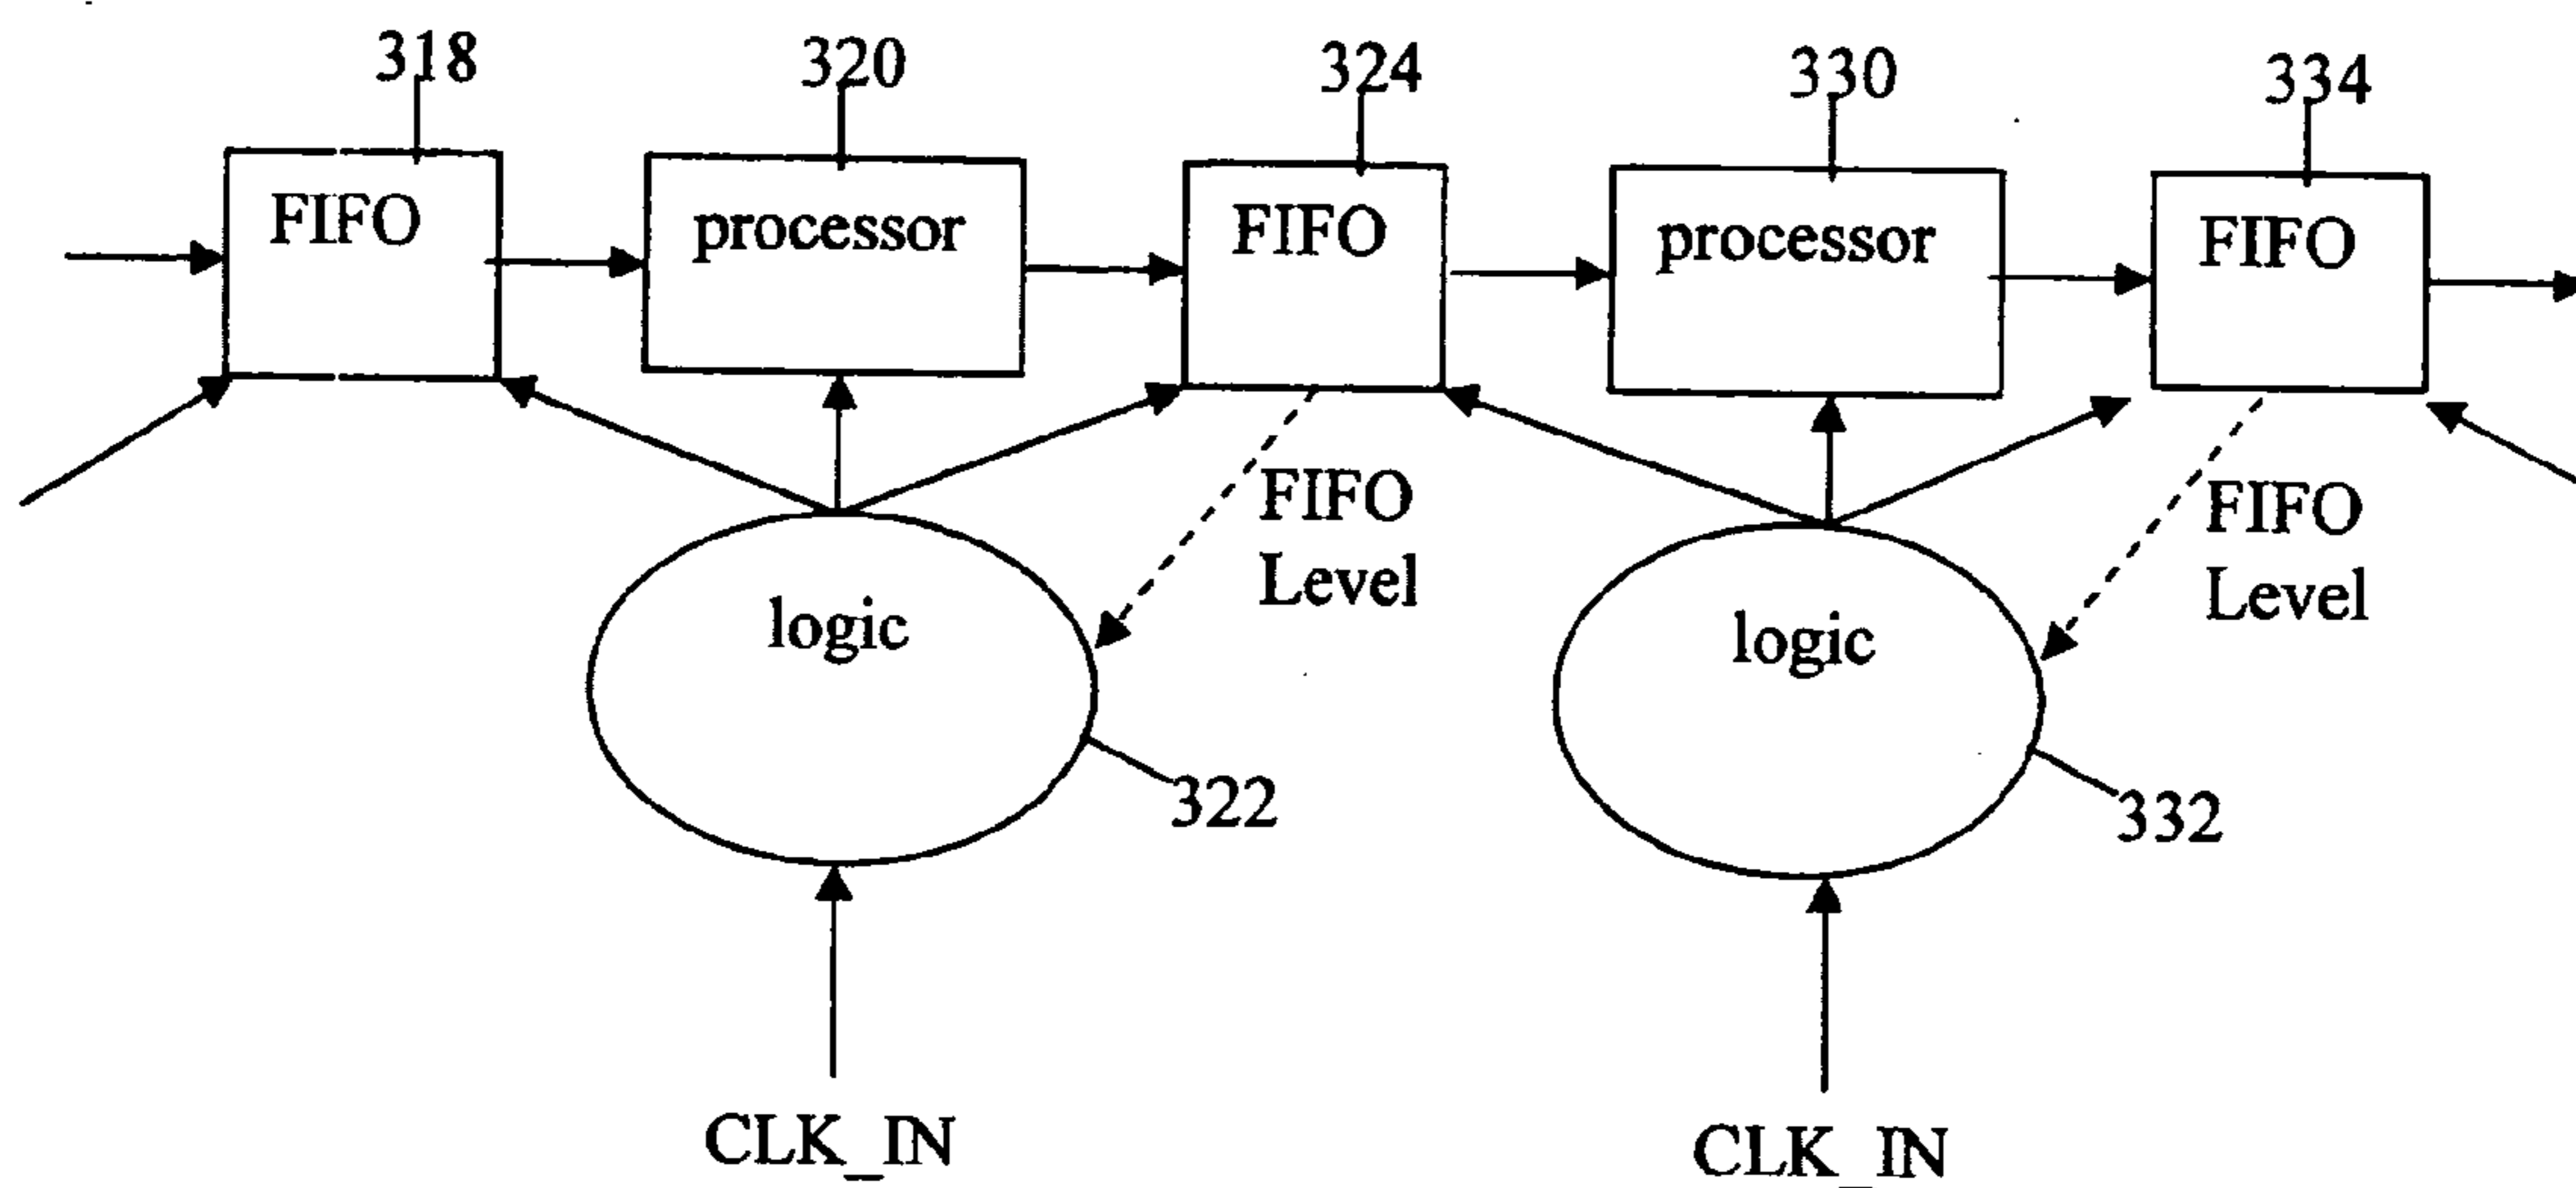 318
320
324
330
334
FIFO
processor
FIFO
processor
FIFO
FIFO
Level
FIFO
Level
logic
logic
322
332
CLK_IN
CLK_IN